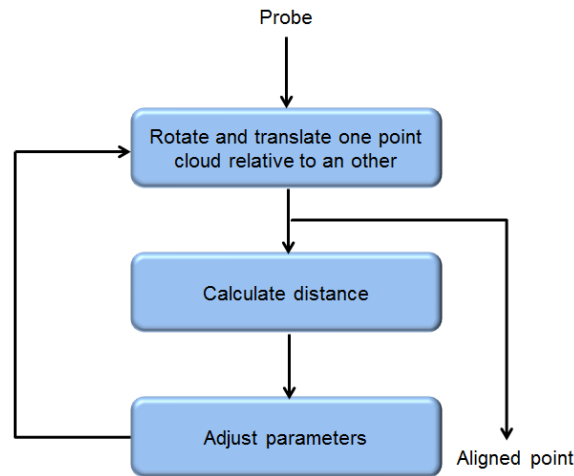 Probe
Rotate and translate one point
cloud relative to an other
Calculate distance
Adjust parameters
Aligned point